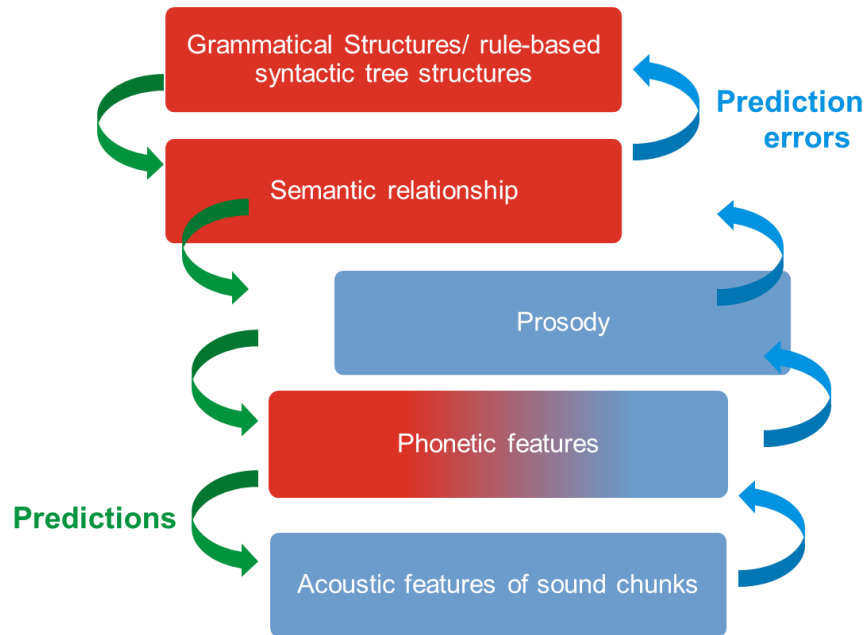 Grammatical Structures/ rule-based
syntactic tree structures
Prediction
errors
Semantic relationship
Prosody
Phonetic features
Predictions
Acoustic features of sound chunks